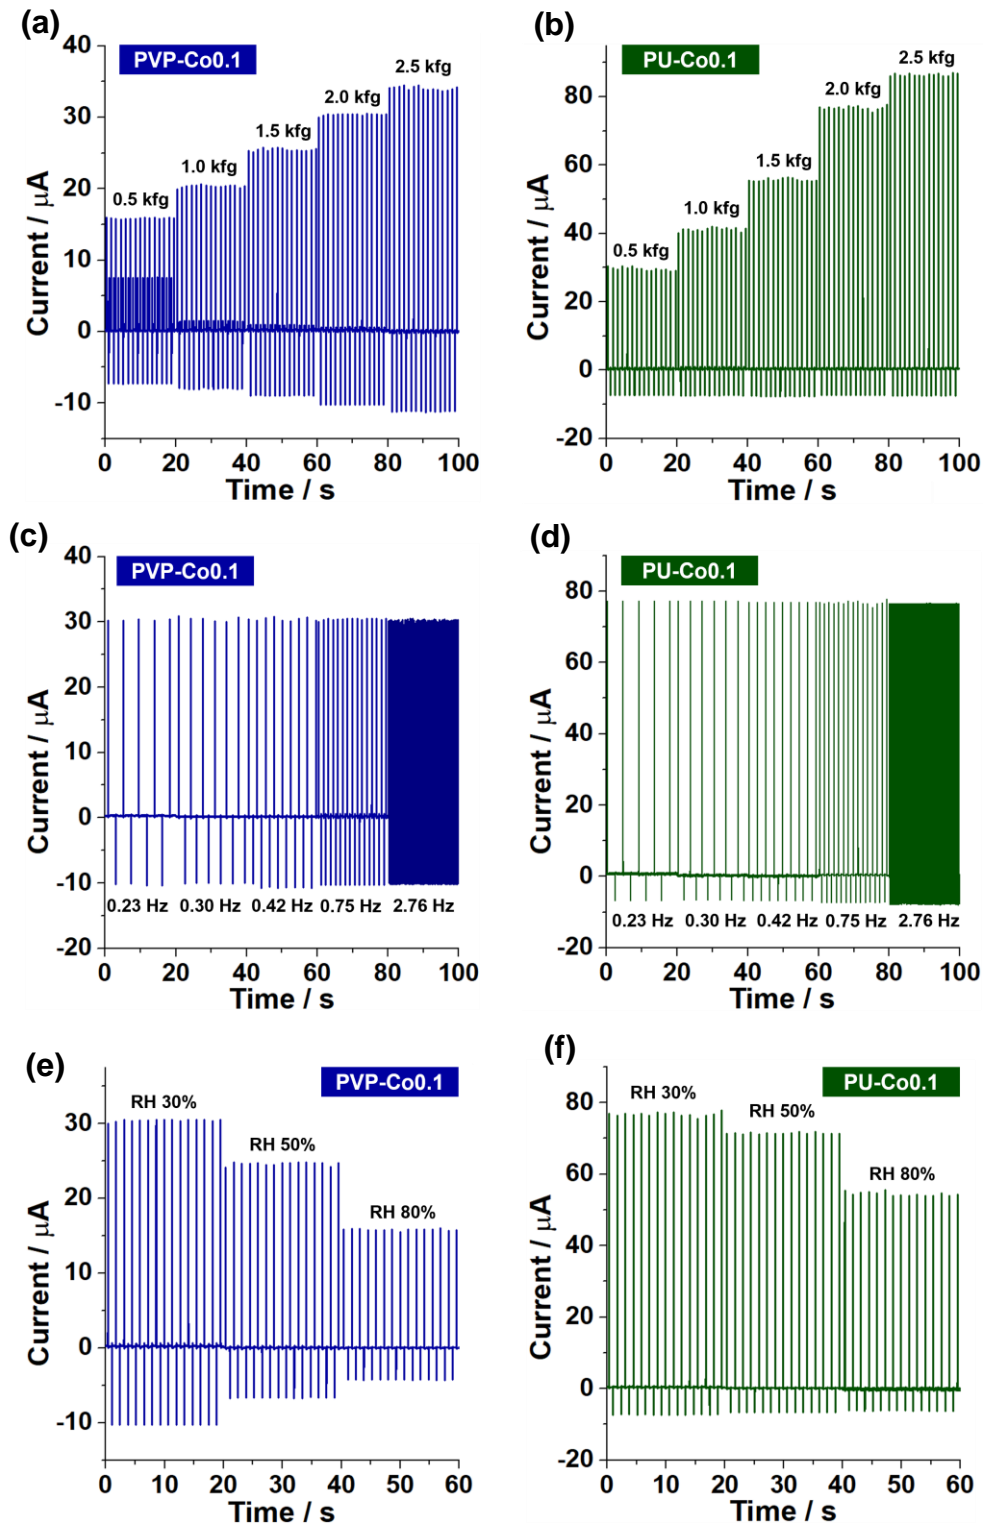 (a)
PVP-Co0.1
40
30
20
10
0
-10
Current / μA
0.5 kfg
1.0 kfg
1.5 kfg
2.0 kfg
2.5 kfg
0 20 40 60 80 100
Time / s
(b)
PU-Co0.1
80
60
40
20
0
-20
Current / μA
0.5 kfg
1.0 kfg
1.5 kfg
2.0 kfg
2.5 kfg
0 20 40 60 80 100
Time / s
(c)
PVP-Co0.1
40
30
20
10
0
-10
-20
Current / μA
0.23 Hz 0.30 Hz 0.42 Hz 0.75 Hz 2.76 Hz
0 20 40 60 80 100
Time / s
(d)
PU-Co0.1
80
60
40
20
0
-20
Current / μA
0.23 Hz 0.30 Hz 0.42 Hz 0.75 Hz 2.76 Hz
0 20 40 60 80 100
Time / s
(e)
PVP-Co0.1
30
20
10
0
-10
Current / μA
RH 30%
RH 50%
RH 80%
0 10 20 30 40 50 60
Time / s
(f)
PU-Co0.1
80
60
40
20
0
-20
Current / μA
RH 30%
RH 50%
RH 80%
0 10 20 30 40 50 60
Time / s